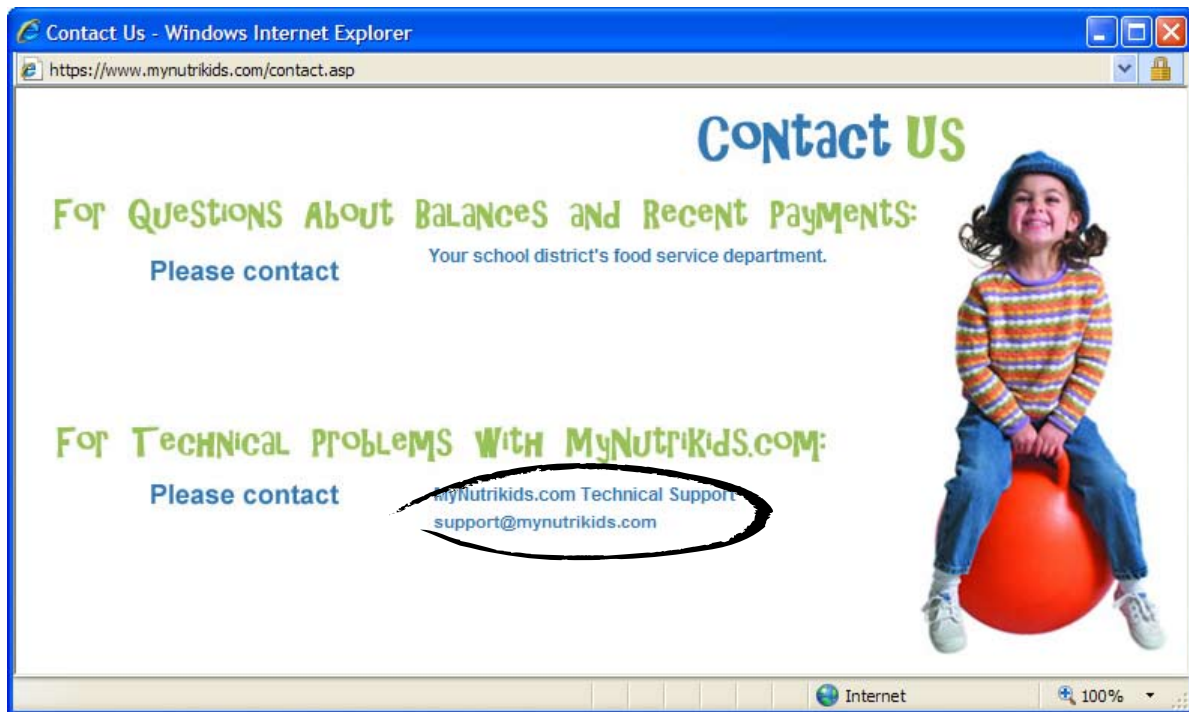 Contact Us - Windows Internet Explorer
https://www.mynutrikids.com/contact.asp
Contact Us
For Questions About Balances and Recent Payments:
Please contact
Your school district's food service department.
For Technical Problems With MyNutriKids.com:
Please contact
MyNutrikids.com Technical Support
support@mynutrikids.com
Internet
100%